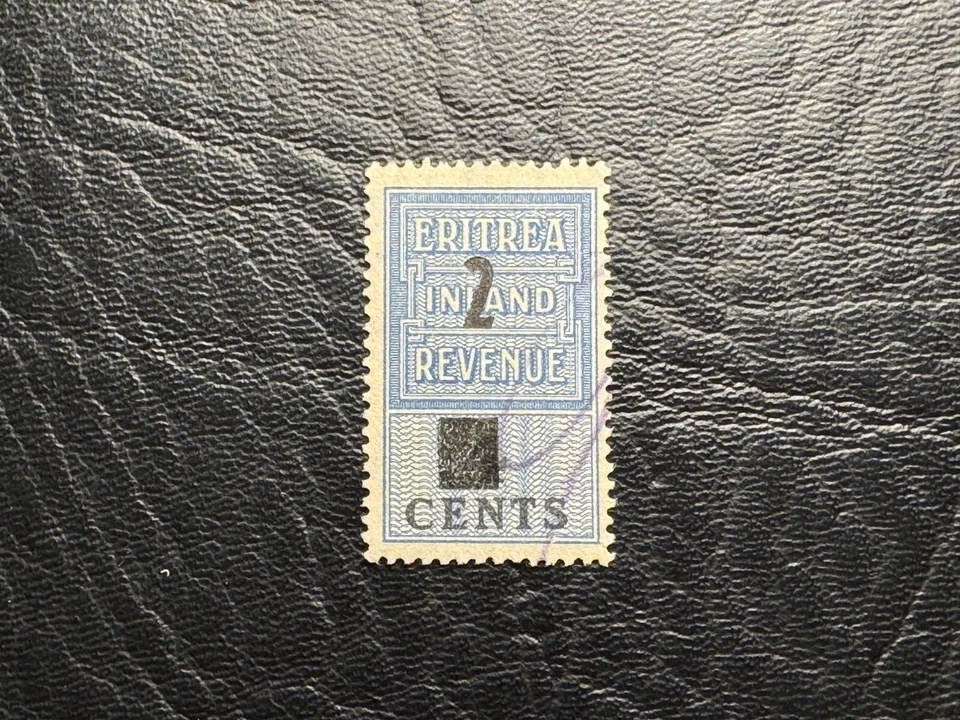 ERITREA
2
INLAND
REVENUE
CENTS